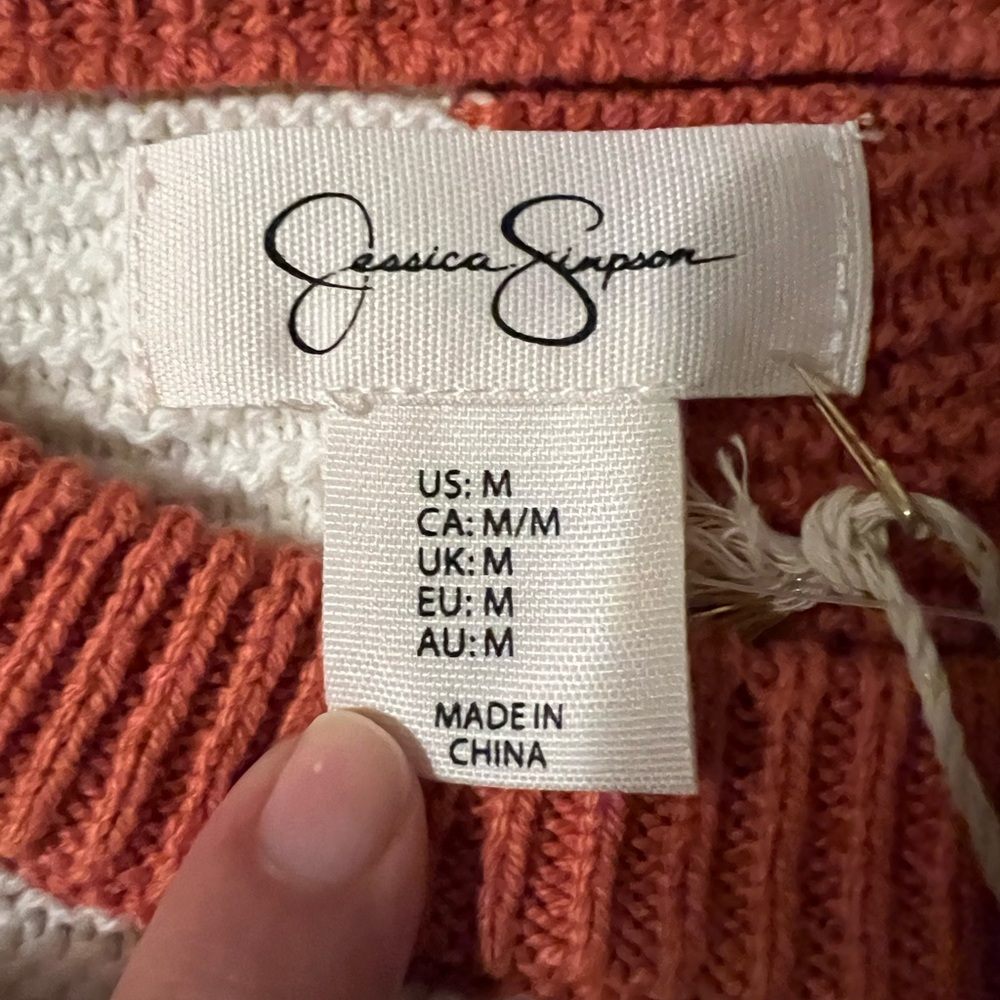 Jessica Simpson
US: M
CA: M/M
UK: M
EU: M
AU: M
MADE IN
CHINA